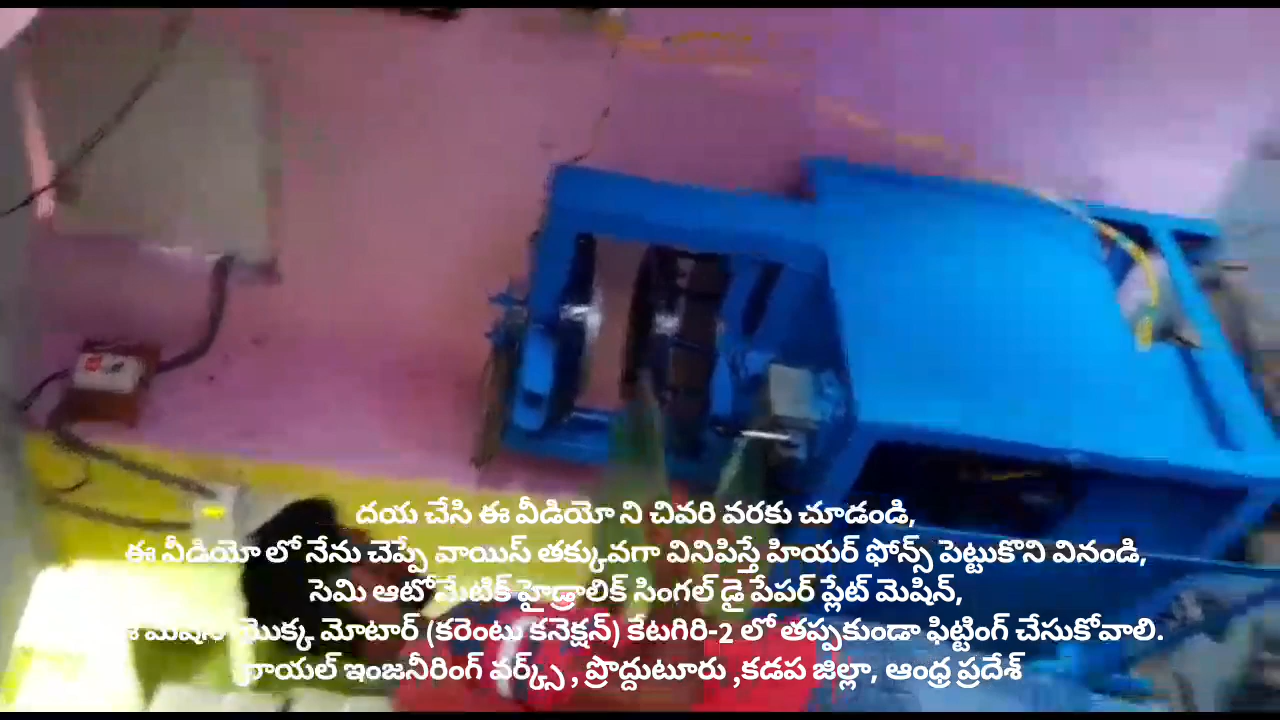 దయ చేసి ఈ వీడియో ని చివరి వరకు చూడండి,
ఈ వీడియో లో నేను చెప్పే వాయిస్ తక్కువగా వినిపిస్తే హియర్ ఫోన్స్ పెట్టుకొని వినండి,
సెమి ఆటోమేటిక్ హైడ్రాలిక్ సింగల్ డై పేపర్ ప్లేట్ మెషిన్,
ఈ మెషిన్ యొక్క మోటార్ (కరెంటు కనెక్షన్) కేటగిరి-2 లో తప్పకుండా ఫిట్టింగ్ చేసుకోవాలి.
రాయల్ ఇంజనీరింగ్ వర్క్స్ , ప్రొద్దుటూరు ,కడప జిల్లా, ఆంధ్ర ప్రదేశ్